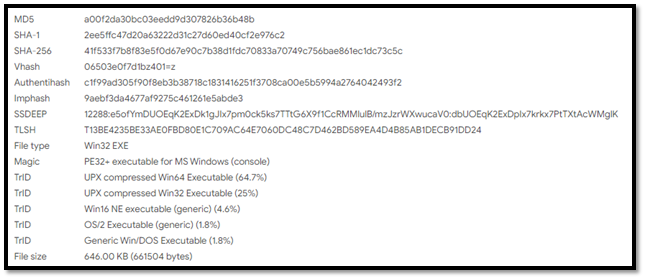 MD5 a00f2da30bc03eedd9d307826b36b48b
SHA-1 2ee5ffc47d20a63222d31c27d60ed40cf2e976c2
SHA-256 41f533f7b8f83e5f0d67e90c7b38d1fdc70833a70749c756bae861ec1dc73c5c
Vhash 06503e0f7d1bz401=z
Authentihash c1f99ad305f90f8eb3b38718c1831416251f3708ca00e5b5994a2764042493f2
Imphash 9aebf3da4677af9275c461261e5abde3
SSDEEP 12288:e5ofYmDUOEqK2ExDk1gJIx7pm0ck5ks7TTtG6X9f1CcRMMlulB/mzJzrWXwucaV0:dbUOEqK2ExDpIx7krkx7PtTXtAcWMgIK
TLSH T13BE4235BE33AE0FBD80E1C709AC64E7060DC48C7D462BD589EA4D4B85AB1DECB91DD24
File type Win32 EXE
Magic PE32+ executable for MS Windows (console)
TrID UPX compressed Win64 Executable (64.7%)
TrID UPX compressed Win32 Executable (25%)
TrID Win16 NE executable (generic) (4.6%)
TrID OS/2 Executable (generic) (1.8%)
TrID Generic Win/DOS Executable (1.8%)
File size 646.00 KB (661504 bytes)